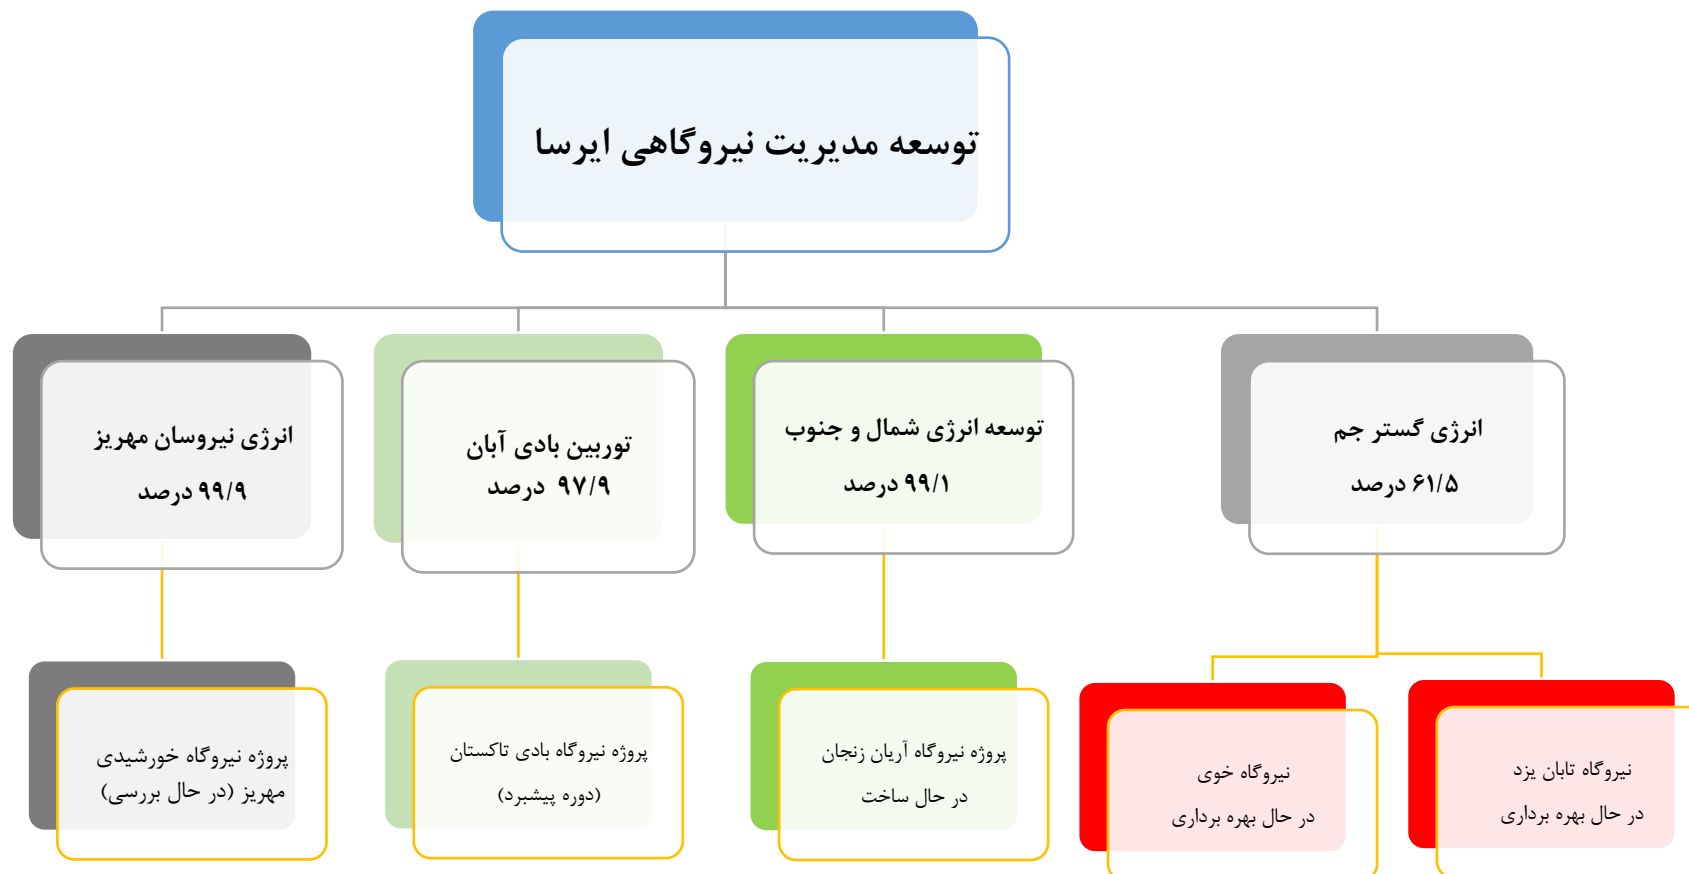 توسعه مدیریت نیروگاهی ایرسا
انرژی گستر جم
۶۱/۵ درصد
توسعه انرژی شمال و جنوب
۹۹/۱ درصد
توربین بادی آبان
۹۷/۹ درصد
انرژی نیروسان مهریز
۹۹/۹ درصد
نیروگاه تابان یزد
در حال بهره برداری
نیروگاه خوی
در حال بهره برداری
پروژه نیروگاه آریان زنجان
در حال ساخت
پروژه نیروگاه بادی تاکستان
(دوره پیشبرد)
پروژه نیروگاه خورشیدی
مهریز (در حال بررسی)